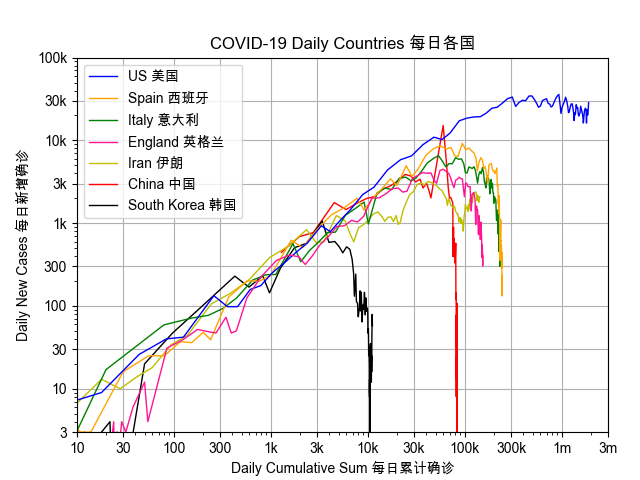 COVID-19 Daily Countries 每日各国
100k
30k
10k
3k
1k
300
100
30
10
3
Daily New Cases 每日新增确诊
US 美国
Spain 西班牙
Italy 意大利
England 英格兰
Iran 伊朗
China 中国
South Korea 韩国
10 30 100 300 1k 3k 10k 30k 100k 300k 1m 3m
Daily Cumulative Sum 每日累计确诊